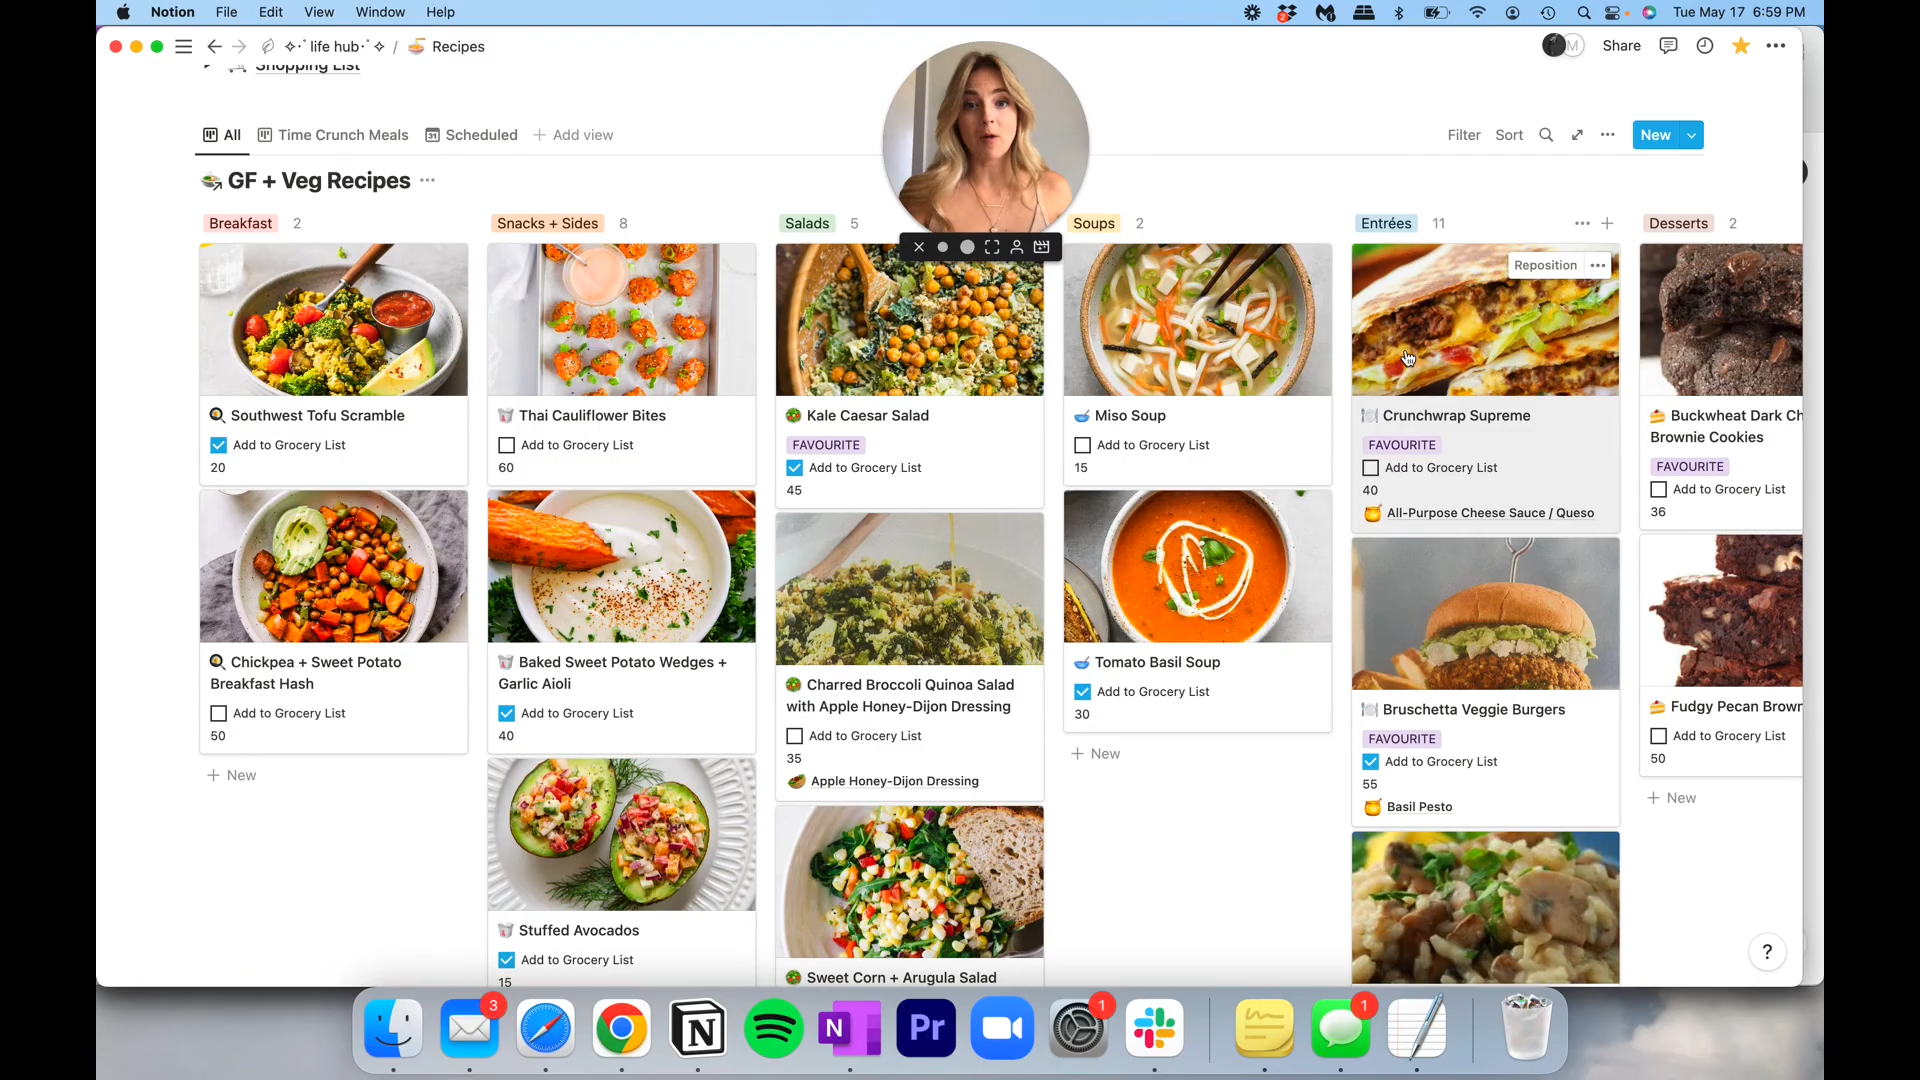 Notion File Edit View Window Help
2
Tue May 17 6:59 PM
life hub / Recipes
Share
Shopping List
All Time Crunch Meals 31 Scheduled + Add view
Filter Sort New
GF + Veg Recipes
Breakfast 2
Southwest Tofu Scramble
Add to Grocery List
20
Chickpea + Sweet Potato
Breakfast Hash
Add to Grocery List
50
+ New
Snacks + Sides 8
Thai Cauliflower Bites
Add to Grocery List
60
Baked Sweet Potato Wedges +
Garlic Aioli
Add to Grocery List
40
Stuffed Avocados
Add to Grocery List
15
Salads 5
Kale Caesar Salad
FAVOURITE
Add to Grocery List
45
Charred Broccoli Quinoa Salad
with Apple Honey-Dijon Dressing
Add to Grocery List
35
Apple Honey-Dijon Dressing
Sweet Corn + Arugula Salad
Soups 2
Miso Soup
Add to Grocery List
15
Tomato Basil Soup
Add to Grocery List
30
+ New
Entrées 11
Reposition
Crunchwrap Supreme
FAVOURITE
Add to Grocery List
40
All-Purpose Cheese Sauce / Queso
Bruschetta Veggie Burgers
FAVOURITE
Add to Grocery List
55
Basil Pesto
Desserts 2
Buckwheat Dark Ch
Brownie Cookies
FAVOURITE
Add to Grocery List
36
Fudgy Pecan Brown
Add to Grocery List
50
+ New
?
3
N
N
Pr
1
1